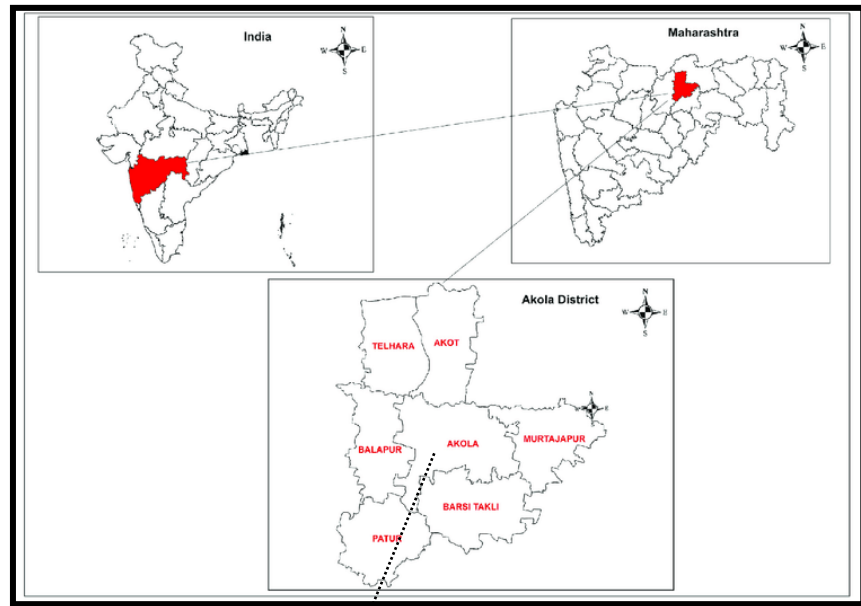 India
N
W E
S
Maharashtra
N
W E
S
Akola District
N
W E
S
TELHARA
AKOT
N
E
S
BALAPUR
AKOLA
MURTAJAPUR
BARSI TAKLI
PATUR